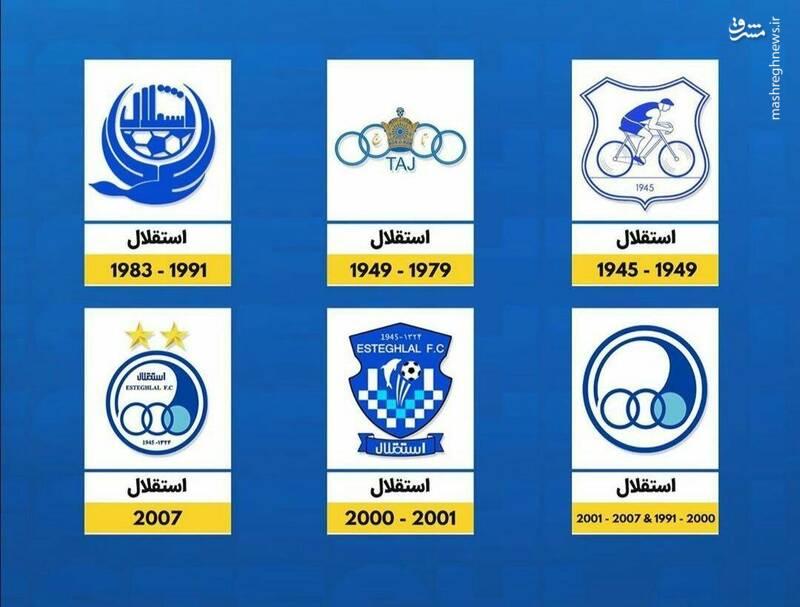 مشرق
mashreghnews.ir
استقلال
استقلال
1983 - 1991
TAJ
استقلال
1949 - 1979
1945
استقلال
1945 - 1949
استقلال
ESTEGHLAL F.C
1945-۱۳۲۴
استقلال
2007
1945-۱۳۲۴
ESTEGHLAL F.C
استقلال
استقلال
2000 - 2001
استقلال
2001 - 2007 & 1991 - 2000